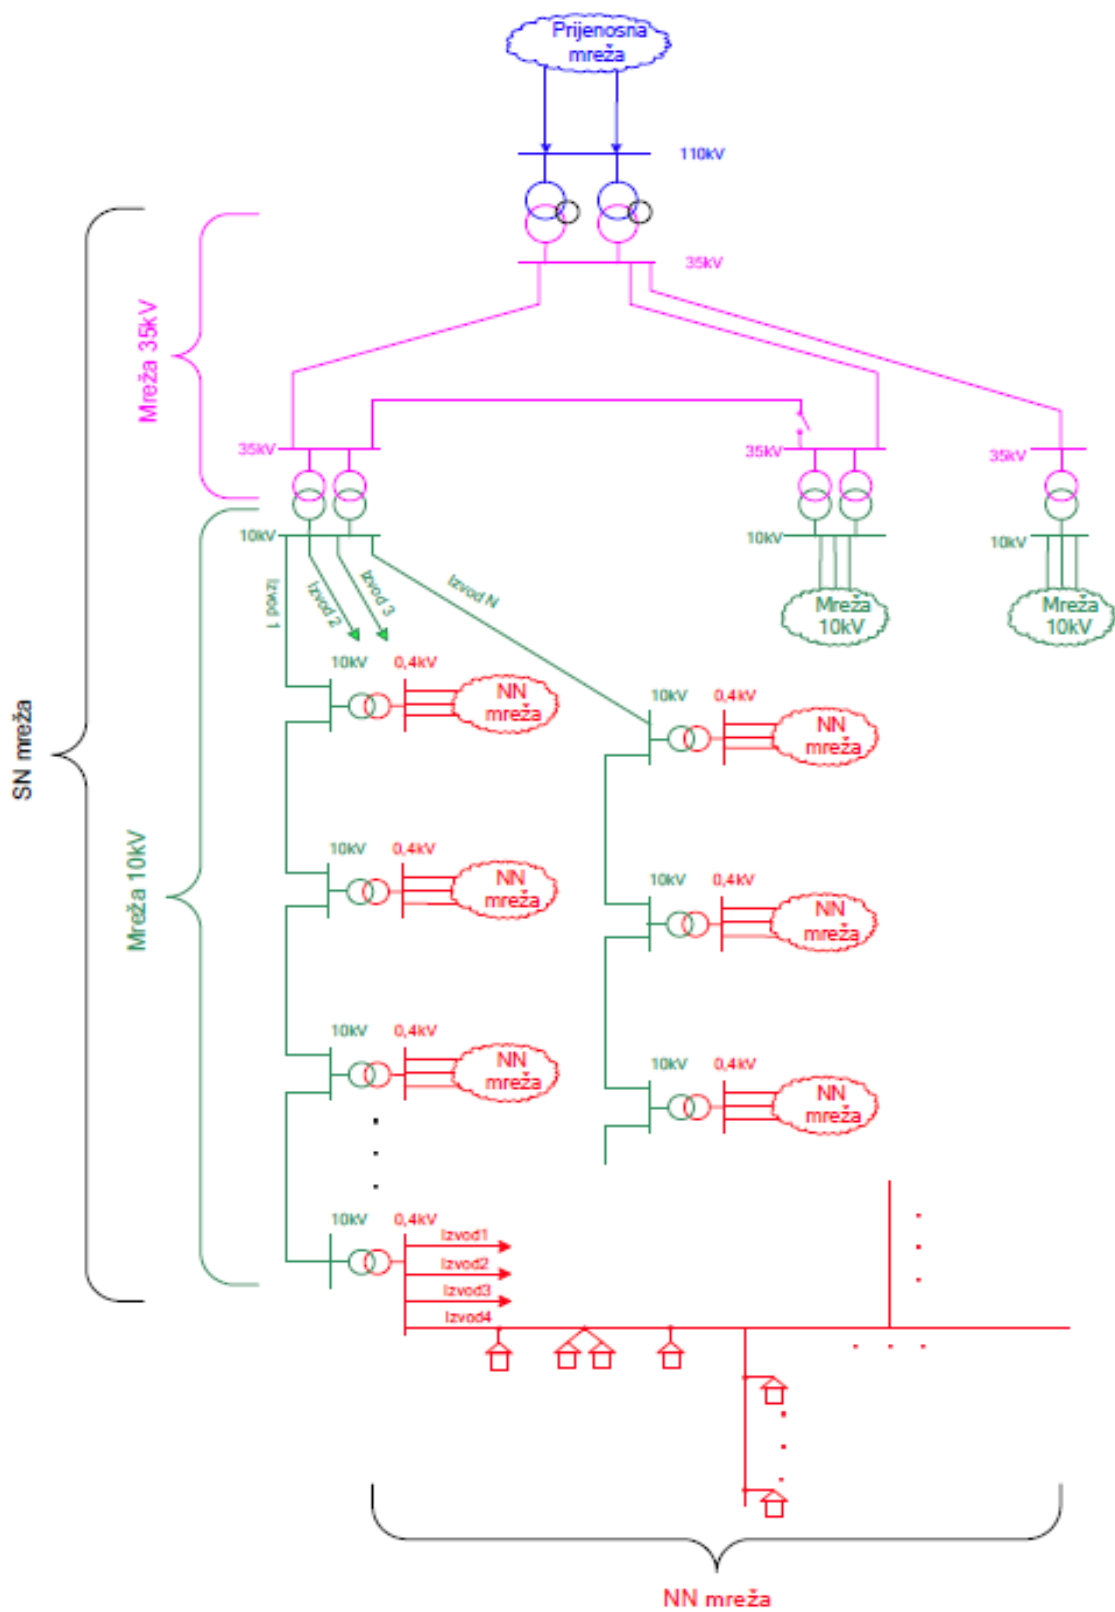 Prijenosna
mreža
110kV
35kV
Mreža 35kV
SN mreža
35kV
35kV
35kV
10kV
10kV
10kV
Izvod 1
Izvod 2
Izvod 3
Izvod N
Mreža
10kV
Mreža
10kV
Mreža 10kV
10kV
0,4kV
NN
mreža
10kV
0,4kV
NN
mreža
10kV
0,4kV
NN
mreža
10kV
0,4kV
NN
mreža
10kV
0,4kV
NN
mreža
10kV
0,4kV
NN
mreža
10kV
0,4kV
Izvod1
Izvod2
Izvod3
Izvod4
NN mreža